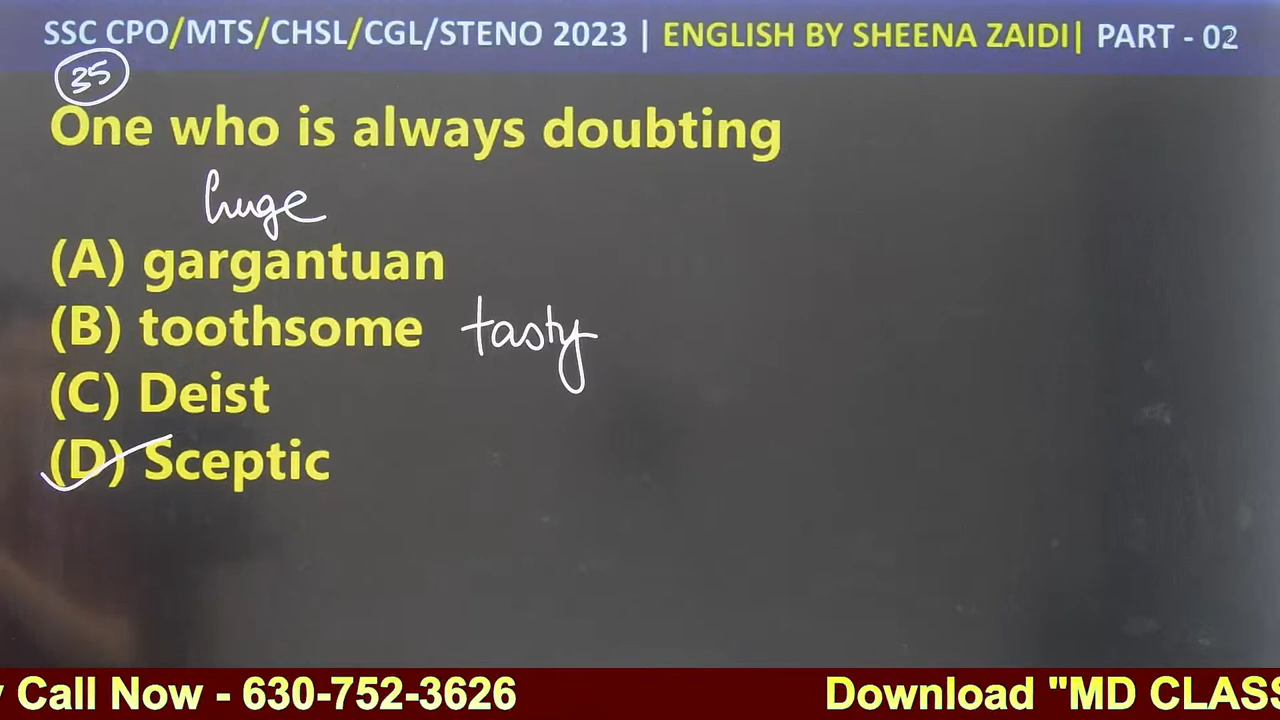 SSC CPO/MTS/CHSL/CGL/STENO 2023 | ENGLISH BY SHEENA ZAIDI| PART - 02
35
One who is always doubting
huge
(A) gargantuan
(B) toothsome tasty
(C) Deist
(D) Sceptic
y Call Now - 630-752-3626 Download "MD CLASS